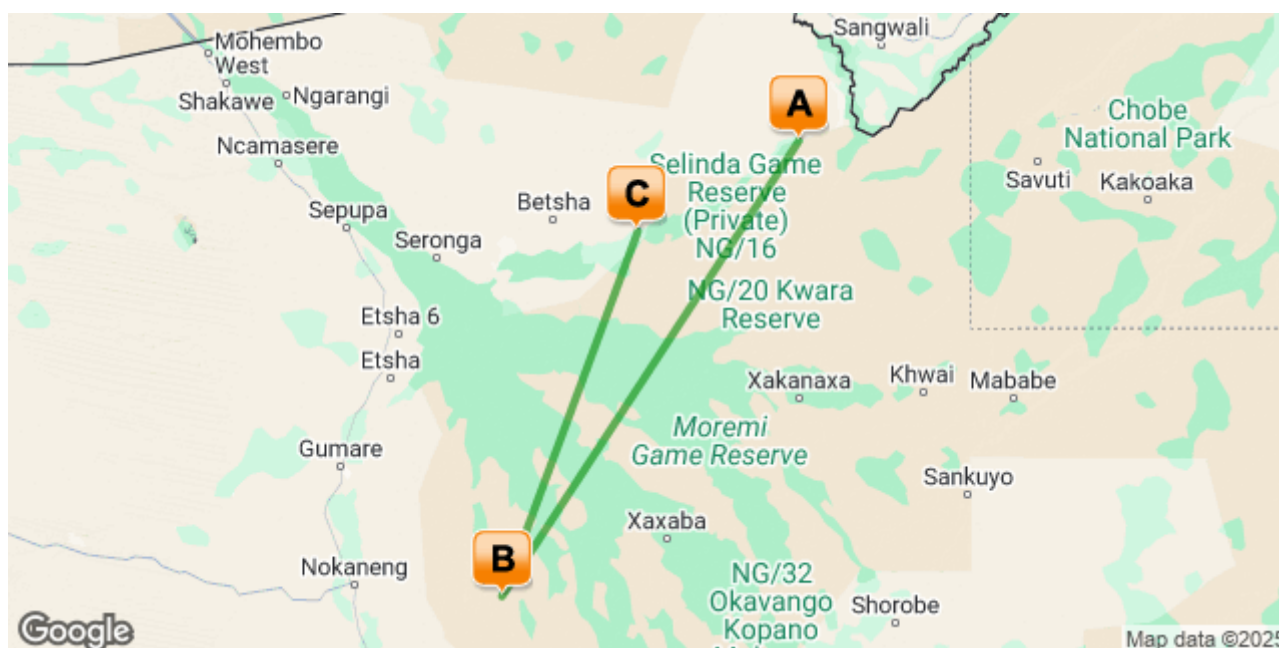 Sangwali
Mohembo
West
Shakawe
Ngarangi
A
Chobe
National Park
Ncamasere
Selinda Game
Reserve
(Private)
NG/16
Savuti
Kakoaka
C
Betsha
Sepupa
Seronga
NG/20 Kwara
Reserve
Etsha 6
Etsha
Xakanaxa
Khwai
Mababe
Moremi
Game Reserve
Gumare
Sankuyo
Xaxaba
B
Nokaneng
NG/32
Okavango
Kopano
Shorobe
Google
Map data ©2025